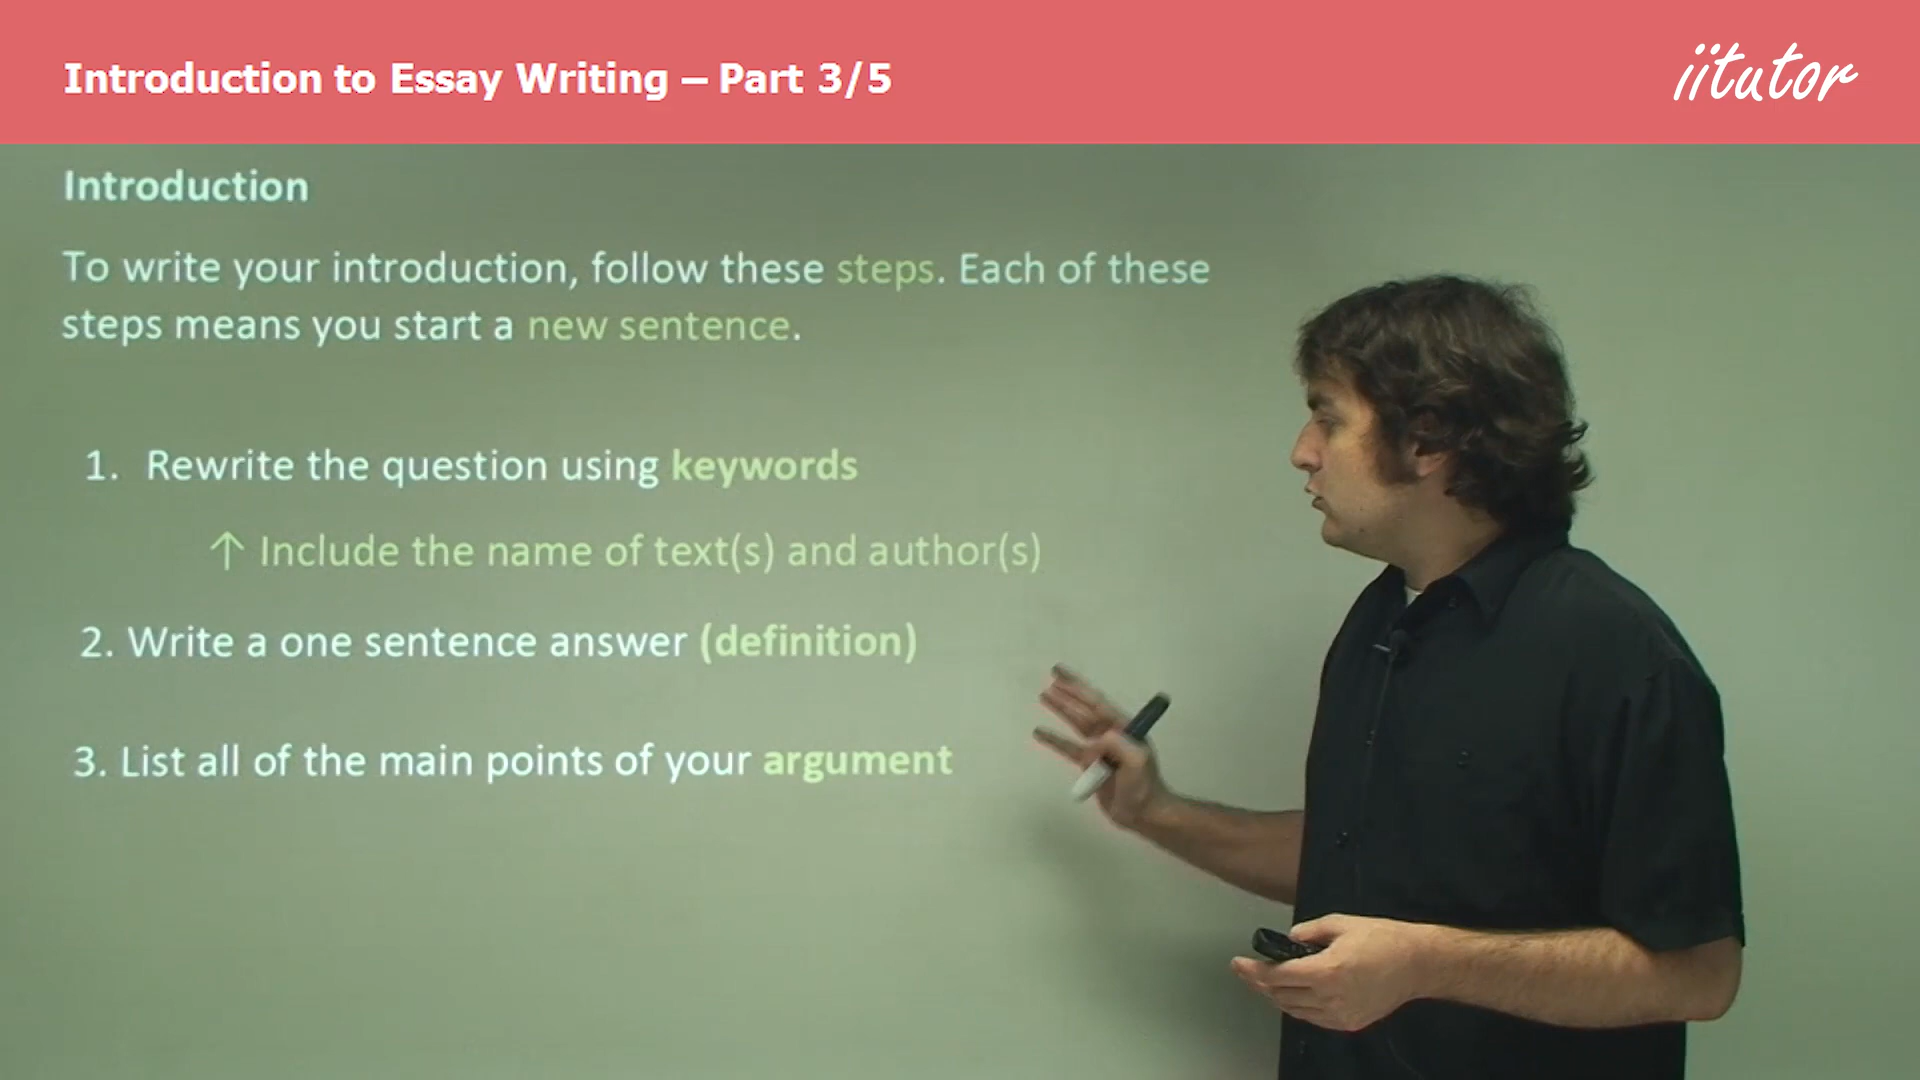 Introduction to Essay Writing – Part 3/5
iitutor
Introduction
To write your introduction, follow these steps. Each of these
steps means you start a new sentence.
1. Rewrite the question using keywords
↑ Include the name of text(s) and author(s)
2. Write a one sentence answer (definition)
3. List all of the main points of your argument